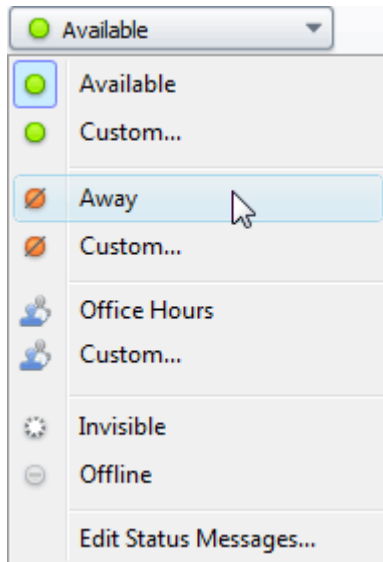 Available
Available
Custom...
Away
Custom...
Office Hours
Custom...
Invisible
Offline
Edit Status Messages...